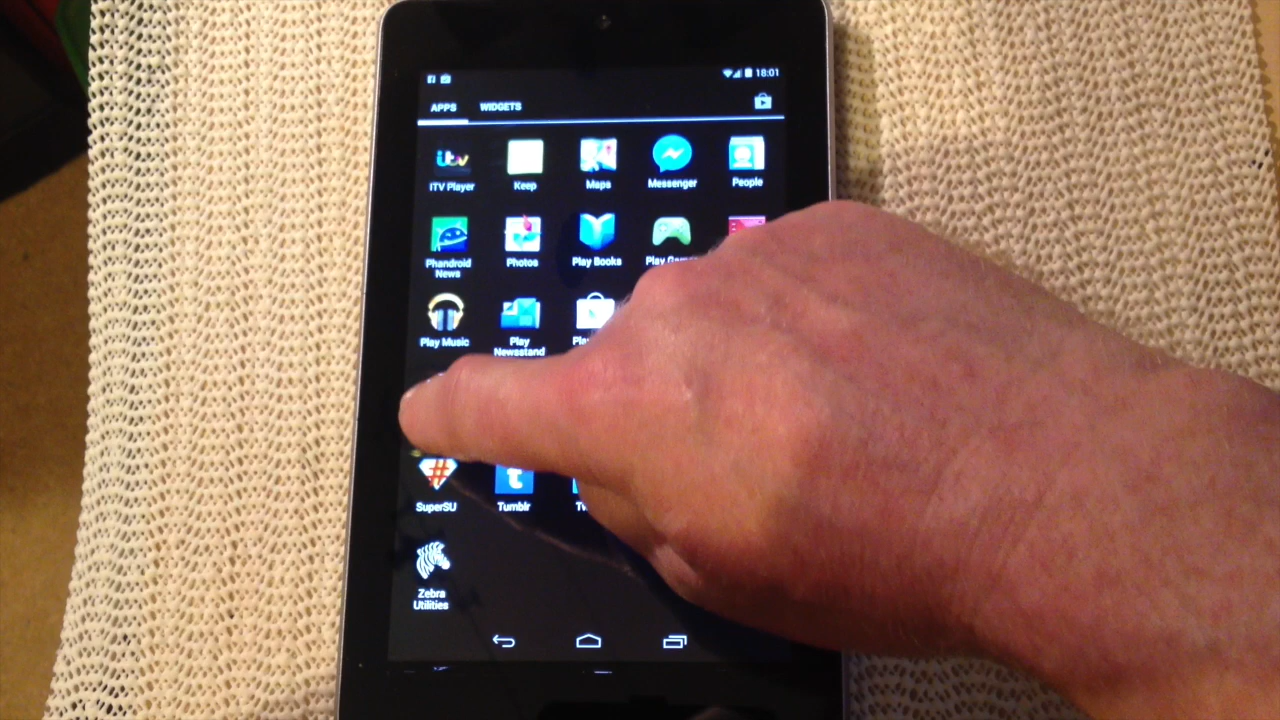 18:01
APPS WIDGETS
itv
ITV Player Keep Maps Messenger People
Phandroid News Photos Play Books Play
Play Music Play Newsstand
SuperSU Tumblr
t
Zebra Utilities